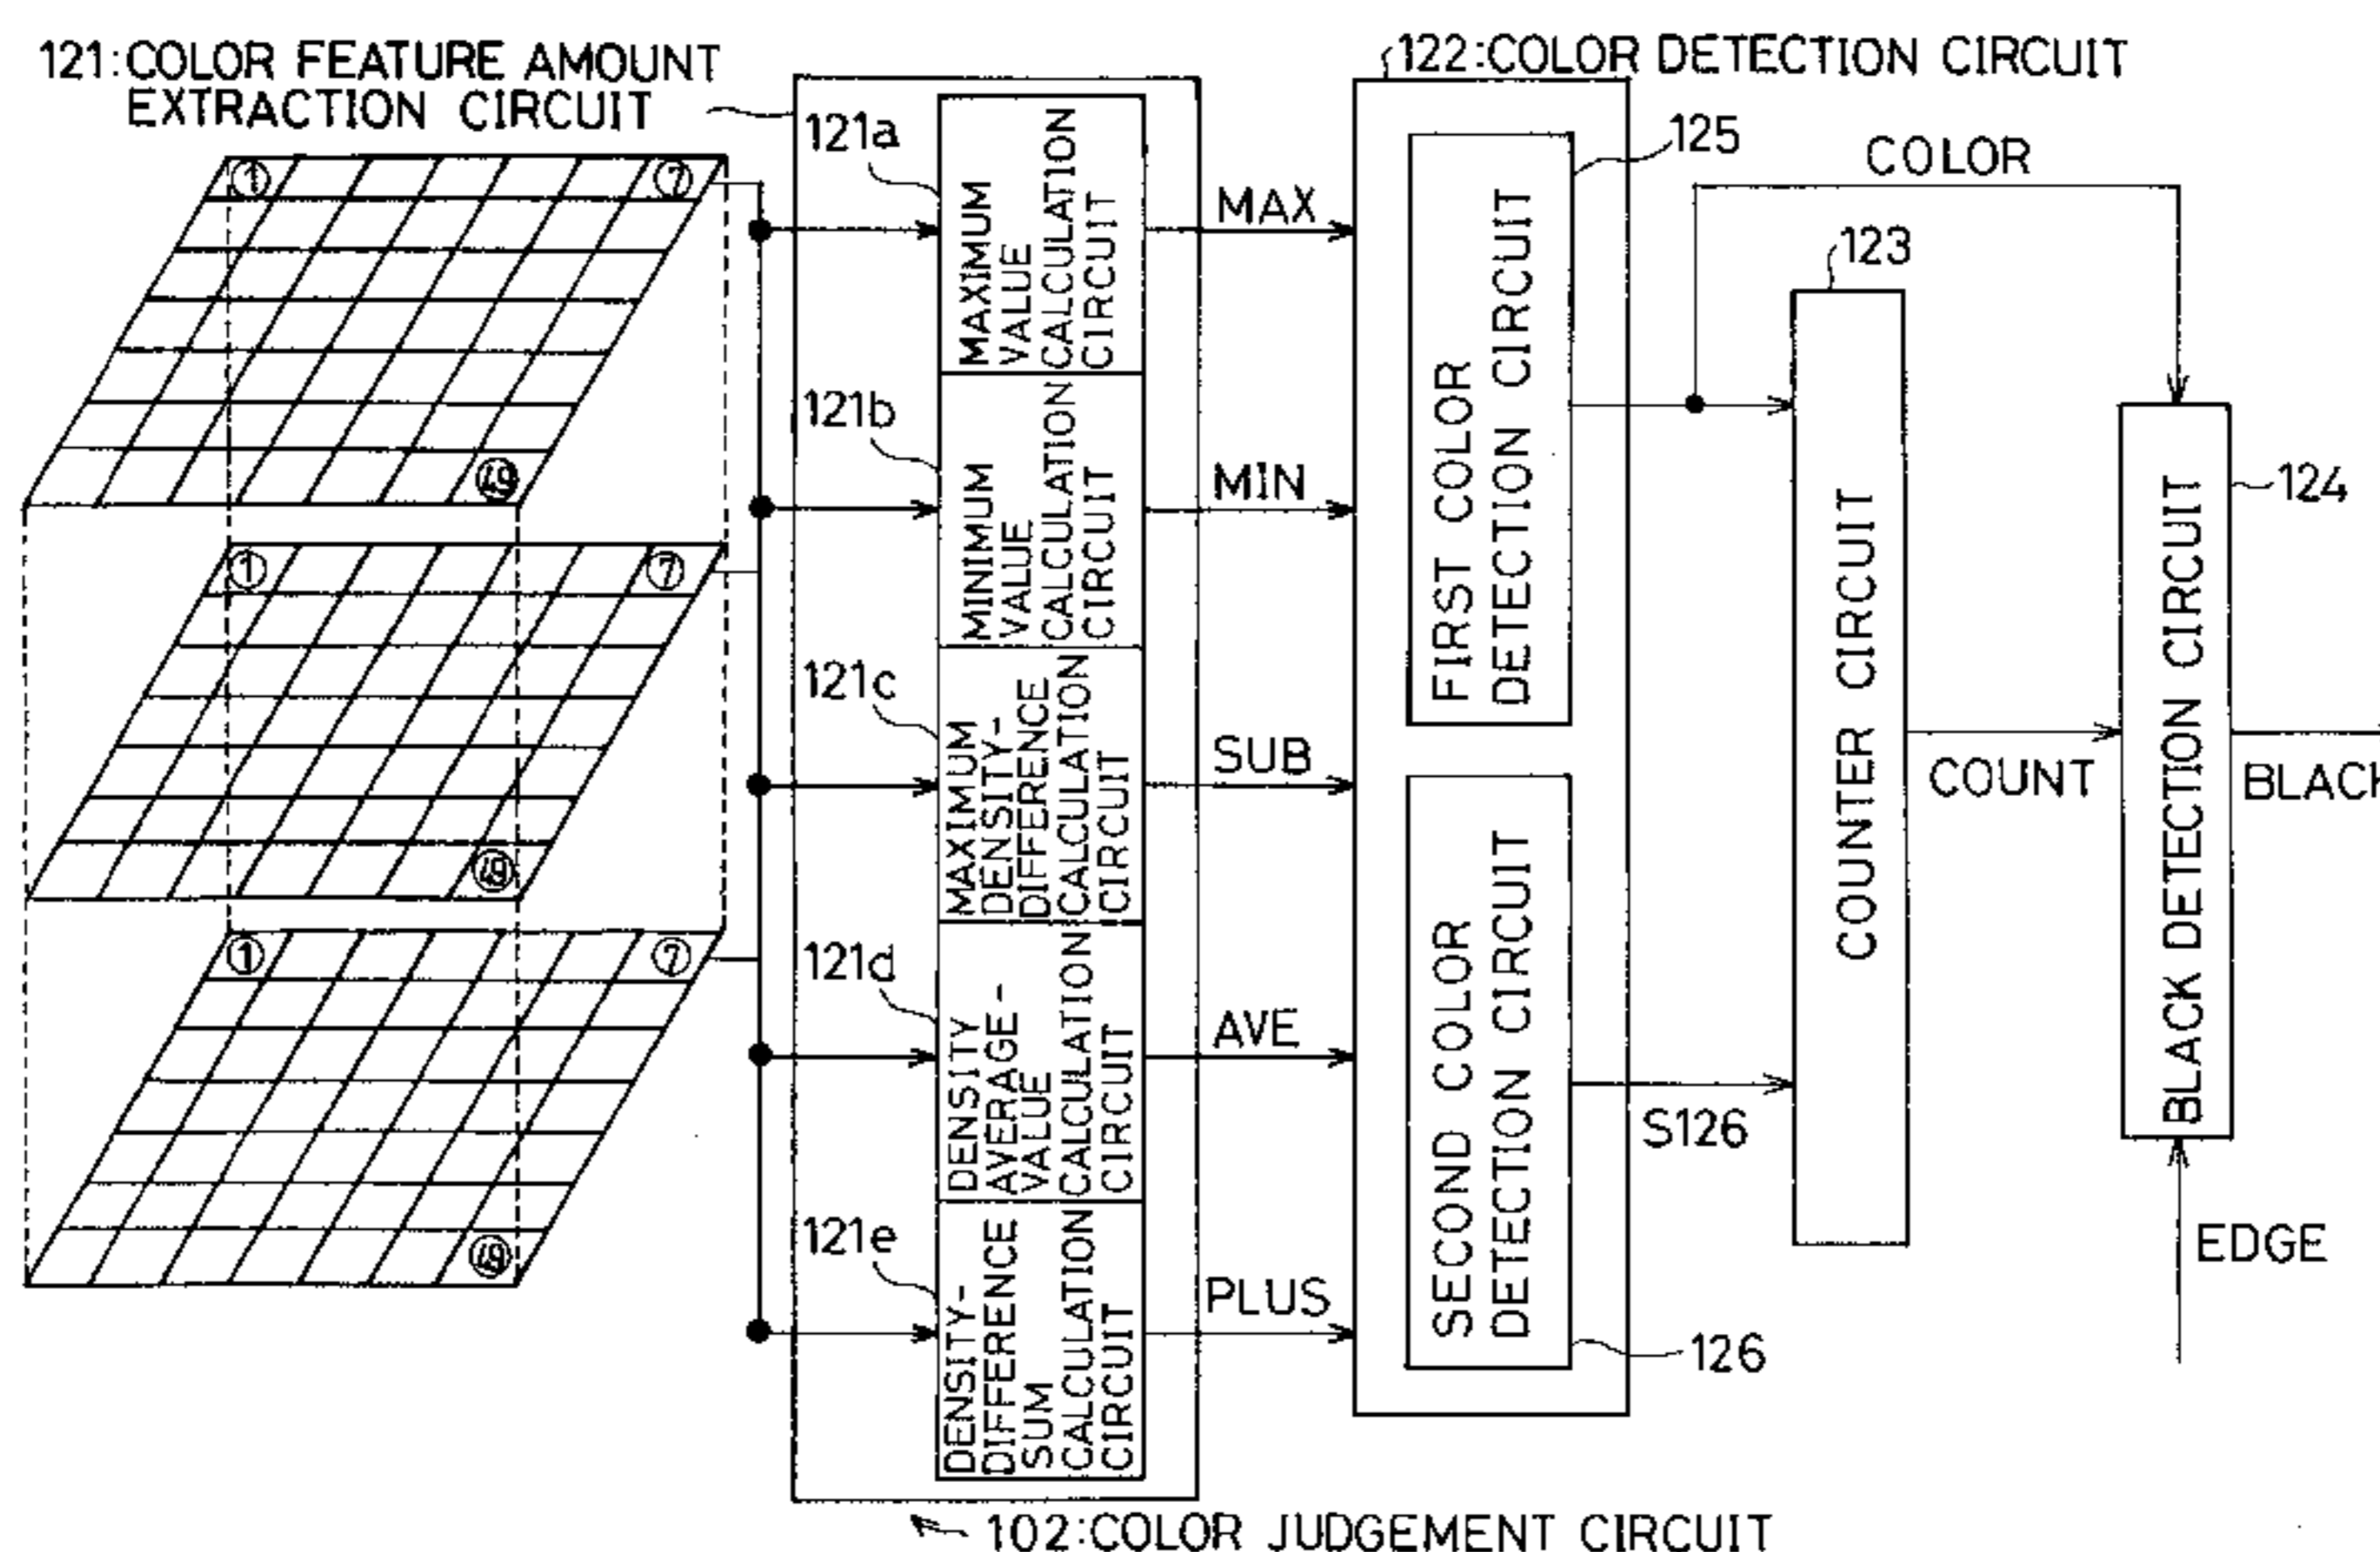 121:COLOR FEATURE AMOUNT
EXTRACTION CIRCUIT
① ⑦
㊾
① ⑦
㊾
① ⑦
㊾
121a
MAXIMUM
VALUE
CALCULATION
CIRCUIT
121b
MINIMUM
VALUE
CALCULATION
CIRCUIT
121c
MAXIMUM
DENSITY-
DIFFERENCE
CALCULATION
CIRCUIT
121d
DENSITY
AVERAGE-
VALUE
CALCULATION
CIRCUIT
121e
DENSITY-
DIFFERENCE
SUM
CALCULATION
CIRCUIT
MAX
MIN
SUB
AVE
PLUS
122:COLOR DETECTION CIRCUIT
125
FIRST COLOR
DETECTION CIRCUIT
SECOND COLOR
DETECTION CIRCUIT
126
COLOR
S126
123
COUNTER CIRCUIT
COUNT
124
BLACK DETECTION CIRCUIT
BLACK
EDGE
102:COLOR JUDGEMENT CIRCUIT